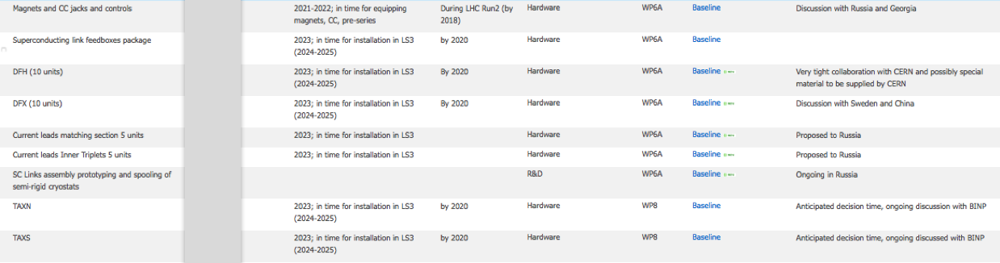 Magnets and CC jacks and controls 2021-2022; in time for equipping During LHC Run2 (by Hardware WP6A Baseline Discussion with Russia and Georgia
magnets, CC, pre-series 2018)
Superconducting link feedboxes package 2023; in time for installation in LS3 by 2020 Hardware WP6A Baseline
(2024-2025)
DFH (10 units) 2023; in time for installation in LS3 By 2020 Hardware WP6A Baseline Very tight collaboration with CERN and possibly special
(2024-2025) material to be supplied by CERN
DFX (10 units) 2023; in time for installation in LS3 By 2020 Hardware WP6A Baseline Discussion with Sweden and China
(2024-2025)
Current leads matching section 5 units 2023; in time for installation in LS3 Hardware WP6A Baseline Proposed to Russia
Current leads Inner Triplets 5 units 2023; in time for installation in LS3 Hardware WP6A Baseline Proposed to Russia
SC Links assembly prototyping and spooling of R&D WP6A Baseline Ongoing in Russia
semi-rigid cryostats
TAXN 2023; in time for installation in LS3 by 2020 Hardware WP8 Baseline Anticipated decision time, ongoing discussion with BINP
(2024-2025)
TAXS 2023; in time for installation in LS3 by 2020 Hardware WP8 Baseline Anticipated decision time, ongoing discussed with BINP
(2024-2025)